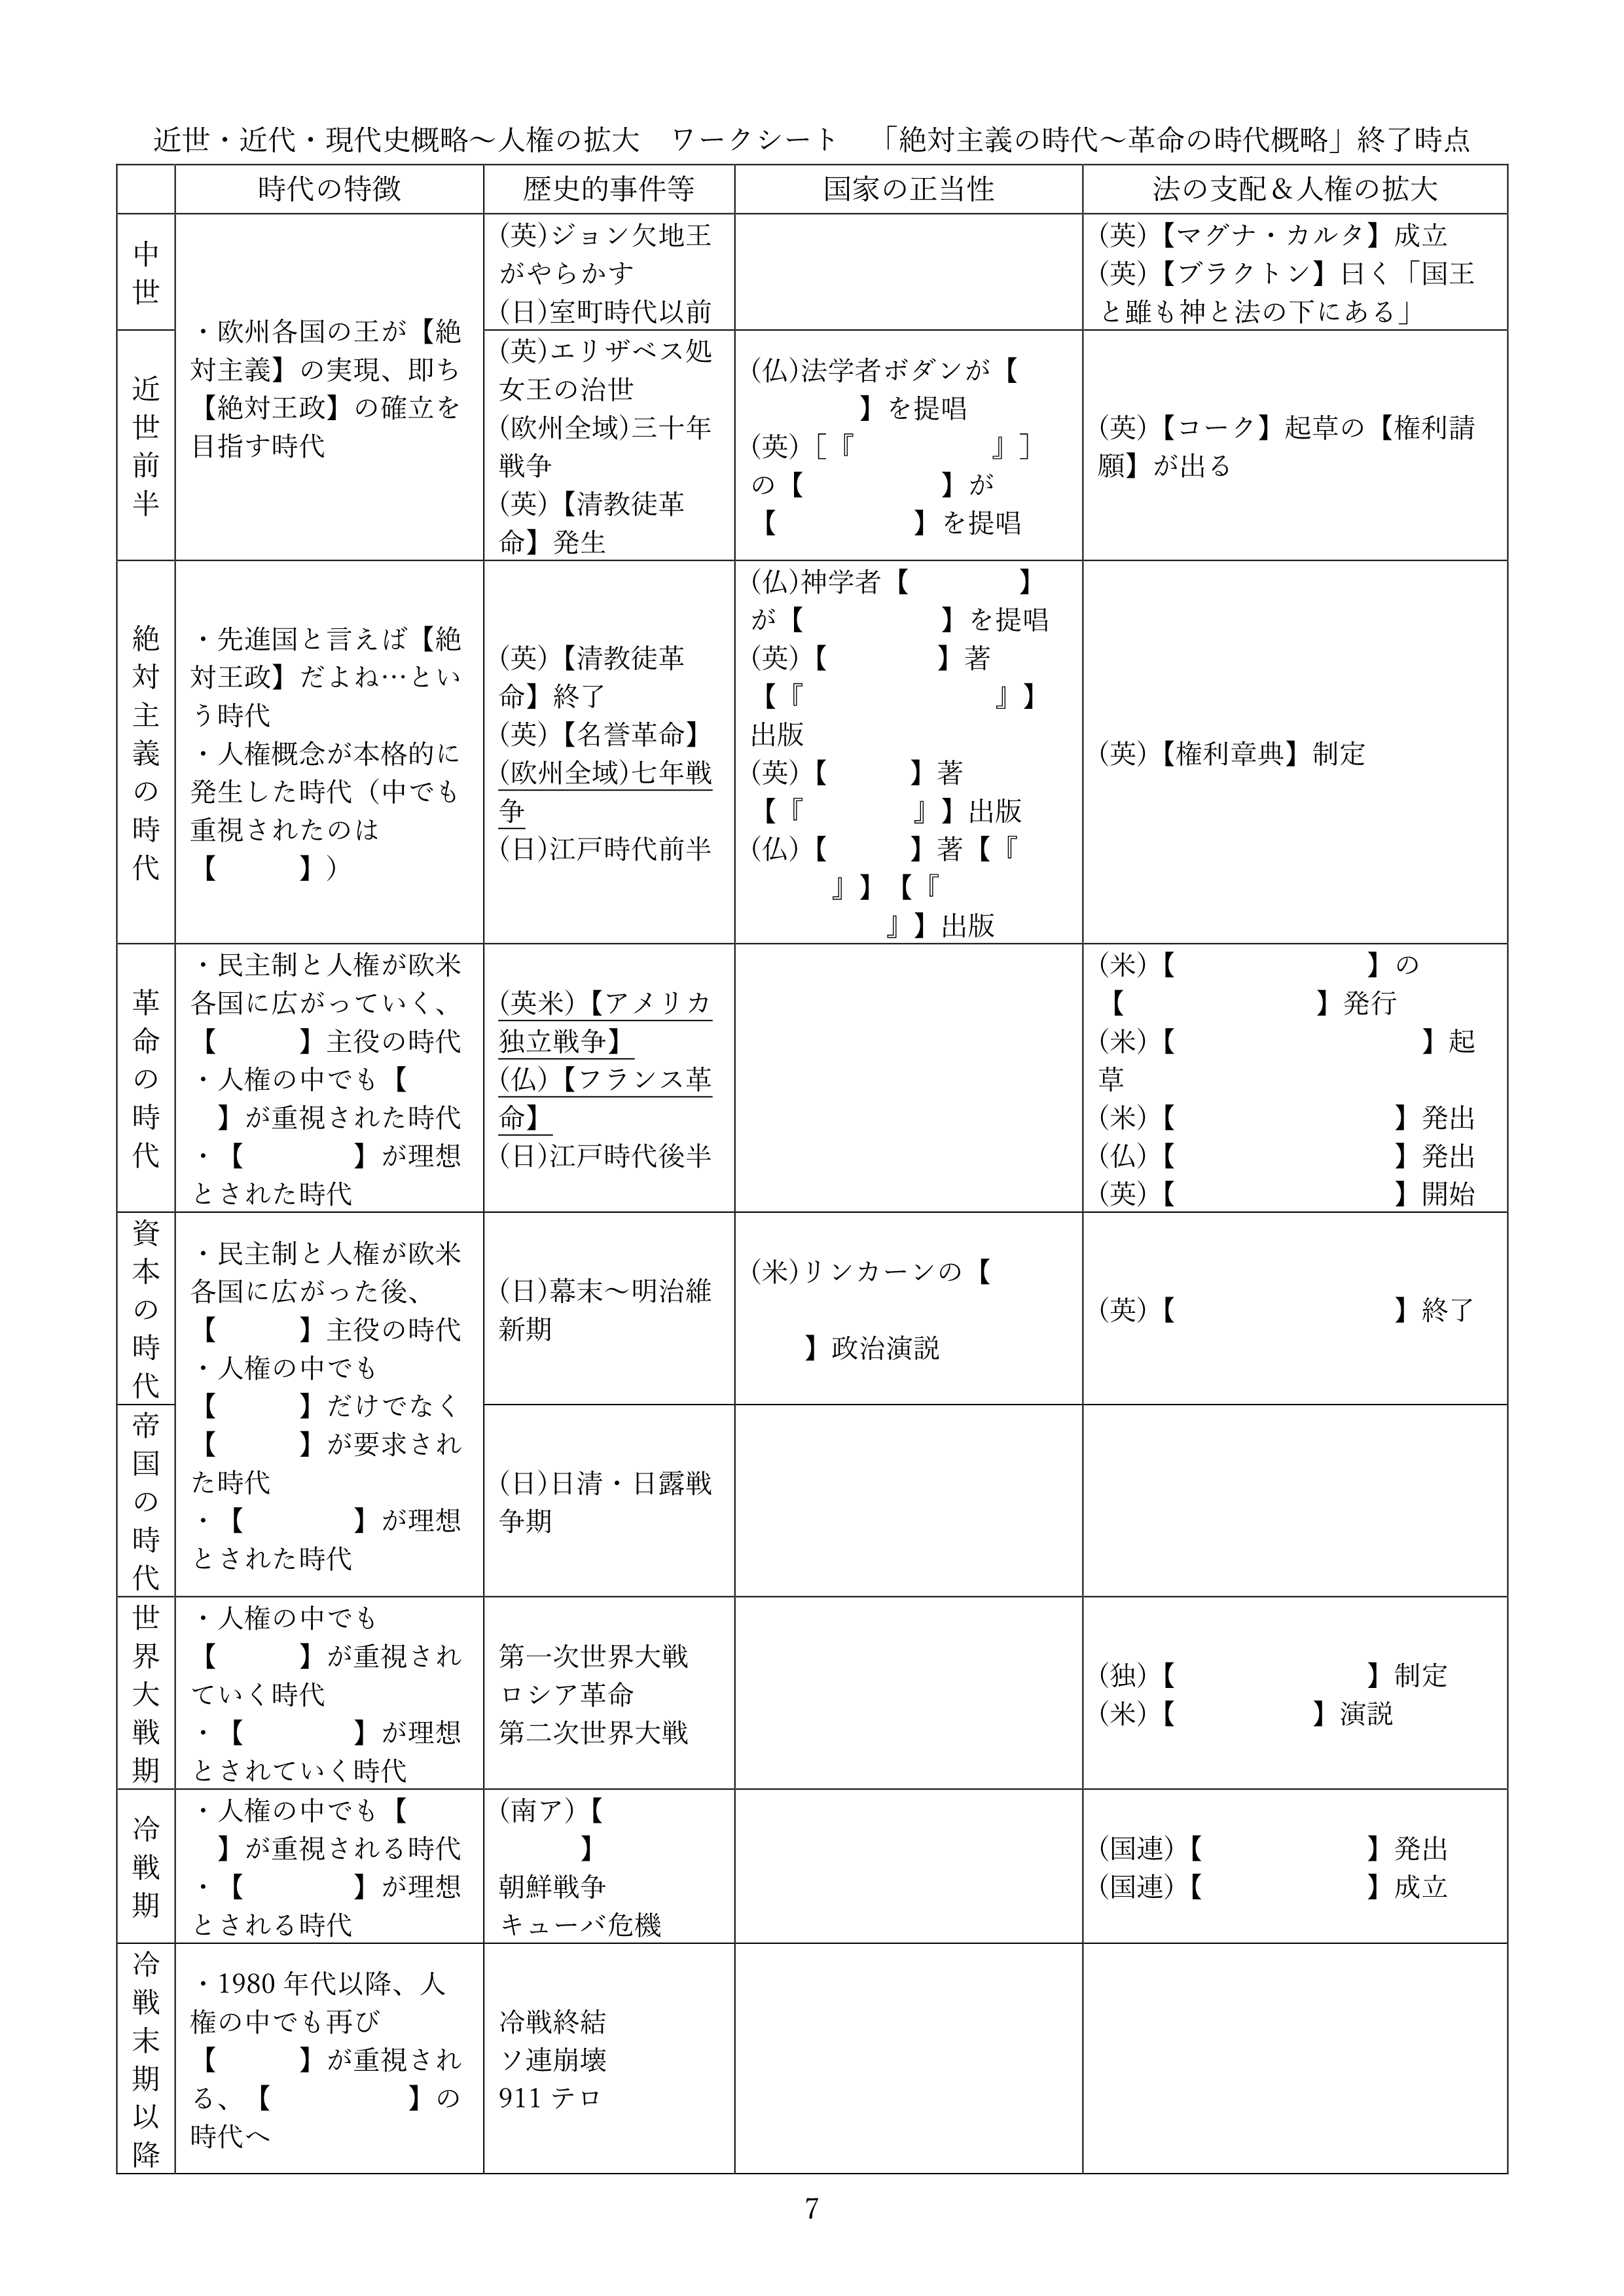 近世・近代・現代史概略～人権の拡大　ワークシート　「絶対主義の時代～革命の時代概略」終了時点
時代の特徴
歴史的事件等
国家の正当性
法の支配＆人権の拡大
中世
・欧州各国の王が【絶
対主義】の実現、即ち
【絶対王政】の確立を
目指す時代
(英)ジョン欠地王
がやらかす
(日)室町時代以前
(英)【マグナ・カルタ】成立
(英)【ブラクトン】曰く「国王
と雖も神と法の下にある」
近世前半
(英)エリザベス処
女王の治世
(欧州全域)三十年
戦争
(英)【清教徒革
命】発生
(仏)法学者ボダンが【
　　　　】を提唱
(英)［『　　　　　』］
の【　　　　　】が
【　　　　　】を提唱
(英)【コーク】起草の【権利請
願】が出る
絶対主義の時代
・先進国と言えば【絶
対王政】だよね…とい
う時代
・人権概念が本格的に
発生した時代（中でも
重視されたのは
【　　　】）
(英)【清教徒革
命】終了
(英)【名誉革命】
(欧州全域)七年戦
争
(日)江戸時代前半
(仏)神学者【　　　　】
が【　　　　　】を提唱
(英)【　　　　】著
【『　　　　　　　』】
出版
(英)【　　　】著
【『　　　　』】出版
(仏)【　　　】著【『
　　　』】【『
　　　　　』】出版
(英)【権利章典】制定
革命の時代
・民主制と人権が欧米
各国に広がっていく、
【　　　】主役の時代
・人権の中でも【
　】が重視された時代
・【　　　　】が理想
とされた時代
(英米)【アメリカ
独立戦争】
(仏)【フランス革
命】
(日)江戸時代後半
(米)【　　　　　　　】の
【　　　　　　　】発行
(米)【　　　　　　　　　】起
草
(米)【　　　　　　　　】発出
(仏)【　　　　　　　　】発出
(英)【　　　　　　　　】開始
資本の時代
・民主制と人権が欧米
各国に広がった後、
【　　　】主役の時代
・人権の中でも
【　　　】だけでなく
【　　　】が要求され
た時代
・【　　　　】が理想
とされた時代
(日)幕末～明治維
新期
(米)リンカーンの【
　　】政治演説
(英)【　　　　　　　　】終了
帝国の時代
(日)日清・日露戦
争期
世界大戦期
・人権の中でも
【　　　】が重視され
ていく時代
・【　　　　】が理想
とされていく時代
第一次世界大戦
ロシア革命
第二次世界大戦
(独)【　　　　　　　】制定
(米)【　　　　　】演説
冷戦期
・人権の中でも【
　】が重視される時代
・【　　　　】が理想
とされる時代
(南ア)【
　　　】
朝鮮戦争
キューバ危機
(国連)【　　　　　　】発出
(国連)【　　　　　　】成立
冷戦末期以降
・1980 年代以降、人
権の中でも再び
【　　　】が重視され
る、【　　　　　】の
時代へ
冷戦終結
ソ連崩壊
911 テロ
7